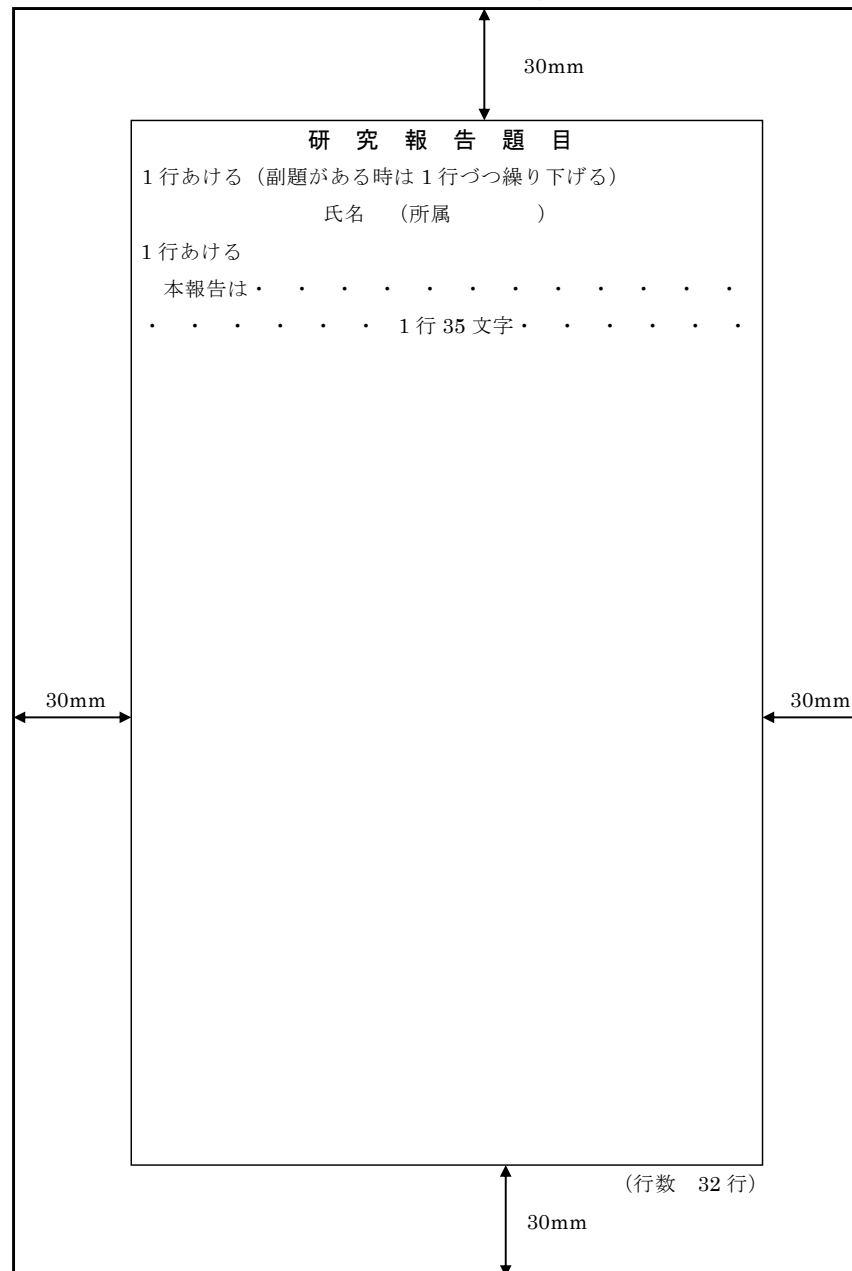 30mm
研 究 報 告 題 目
1 行あける（副題がある時は 1 行づつ繰り下げる）
氏名　（所属　　　　）
1 行あける
本報告は・　・　・　・　・　・　・　・　・　・　・　・
・　・　・　・　・　・　1 行 35 文字・　・　・　・　・　・
30mm
30mm
（行数　32 行）
30mm